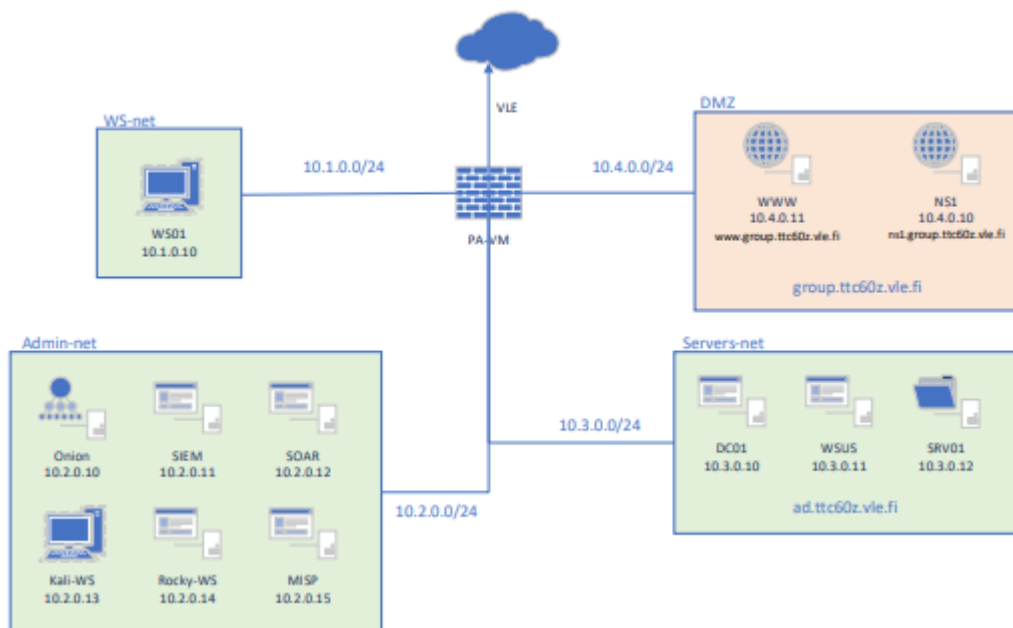 VLE
DMZ
WS-net
10.1.0.0/24
10.4.0.0/24
WWW
10.4.0.11
www.group.ttc60z.vle.fi
NS1
10.4.0.10
ns1.group.ttc60z.vle.fi
WS01
10.1.0.10
PA-VM
group.ttc60z.vle.fi
Admin-net
Servers-net
Onion
10.2.0.10
SIEM
10.2.0.11
SOAR
10.2.0.12
10.3.0.0/24
DC01
10.3.0.10
WSUS
10.3.0.11
SRV01
10.3.0.12
10.2.0.0/24
ad.ttc60z.vle.fi
Kali-WS
10.2.0.13
Rocky-WS
10.2.0.14
MISP
10.2.0.15